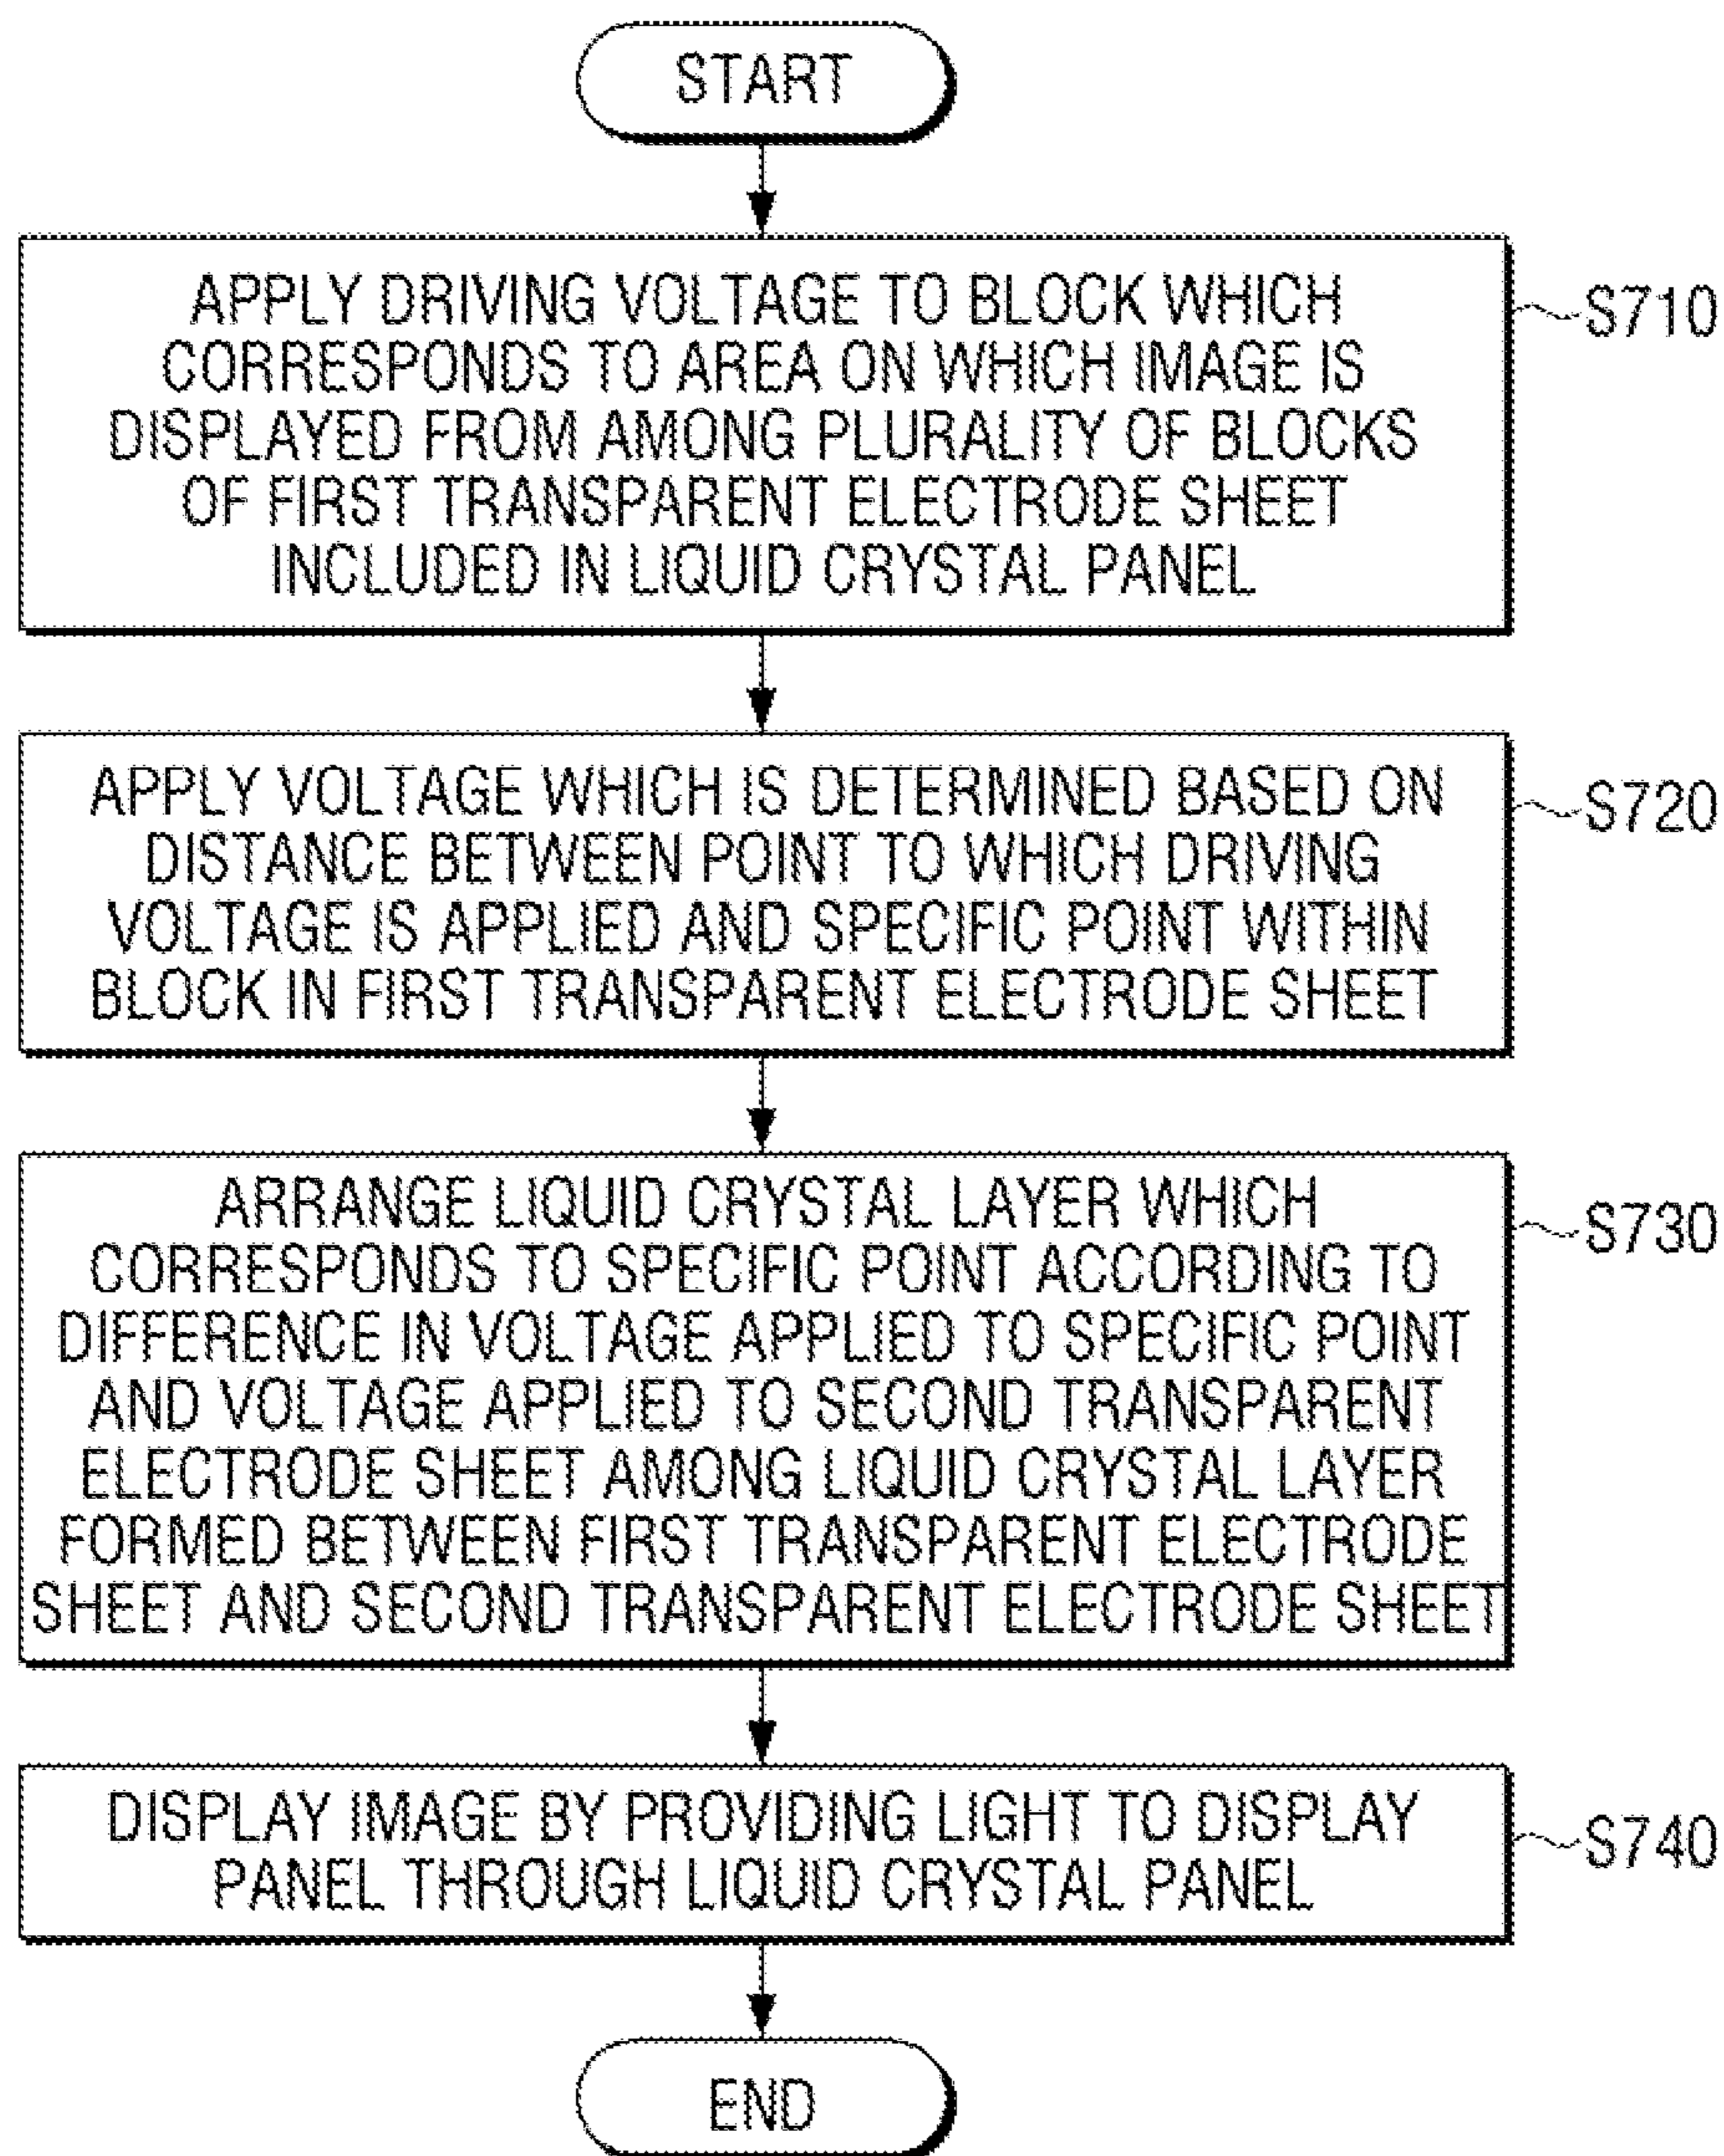 START
APPLY DRIVING VOLTAGE TO BLOCK WHICH
CORRESPONDS TO AREA ON WHICH IMAGE IS
DISPLAYED FROM AMONG PLURALITY OF BLOCKS
OF FIRST TRANSPARENT ELECTRODE SHEET
INCLUDED IN LIQUID CRYSTAL PANEL
S710
APPLY VOLTAGE WHICH IS DETERMINED BASED ON
DISTANCE BETWEEN POINT TO WHICH DRIVING
VOLTAGE IS APPLIED AND SPECIFIC POINT WITHIN
BLOCK IN FIRST TRANSPARENT ELECTRODE SHEET
S720
ARRANGE LIQUID CRYSTAL LAYER WHICH
CORRESPONDS TO SPECIFIC POINT ACCORDING TO
DIFFERENCE IN VOLTAGE APPLIED TO SPECIFIC POINT
AND VOLTAGE APPLIED TO SECOND TRANSPARENT
ELECTRODE SHEET AMONG LIQUID CRYSTAL LAYER
FORMED BETWEEN FIRST TRANSPARENT ELECTRODE
SHEET AND SECOND TRANSPARENT ELECTRODE SHEET
S730
DISPLAY IMAGE BY PROVIDING LIGHT TO DISPLAY
PANEL THROUGH LIQUID CRYSTAL PANEL
S740
END